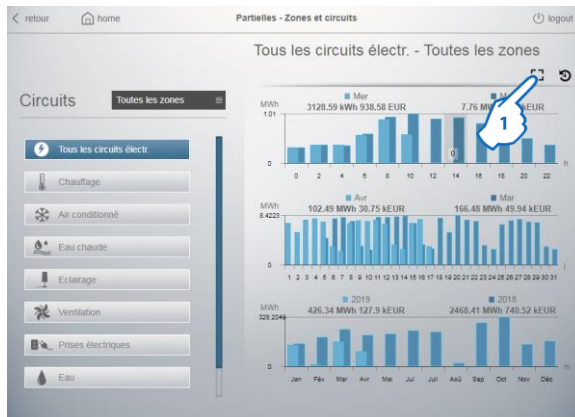 retour
home
Partielles - Zones et circuits
logout
Tous les circuits électr. - Toutes les zones
Circuits
Toutes les zones
Tous les circuits électr.
Chauffage
Air conditionné
Eau chaude
Eclairage
Ventilation
Prises électriques
Eau
MWh
Mer
3128.59 kWh 938.58 EUR
7.76
1.01
0
0
0 2 4 6 8 10 12 14 16 18 20 22
h
1
MWh
Avr
102.49 MWh 30.75 kEUR
Mar
166.48 MWh 49.94 kEUR
8.4223
0
1 2 3 4 5 6 7 8 9 10 11 12 13 14 15 16 17 18 19 20 21 22 23 24 25 26 27 28 29 30 31
j
MWh
2019
426.34 MWh 127.9 kEUR
2018
2468.41 MWh 740.52 kEUR
328.2049
0
Jan Fév Mar Avr Mai Jui Juil Aoû Sep Oct Nov Déc
m